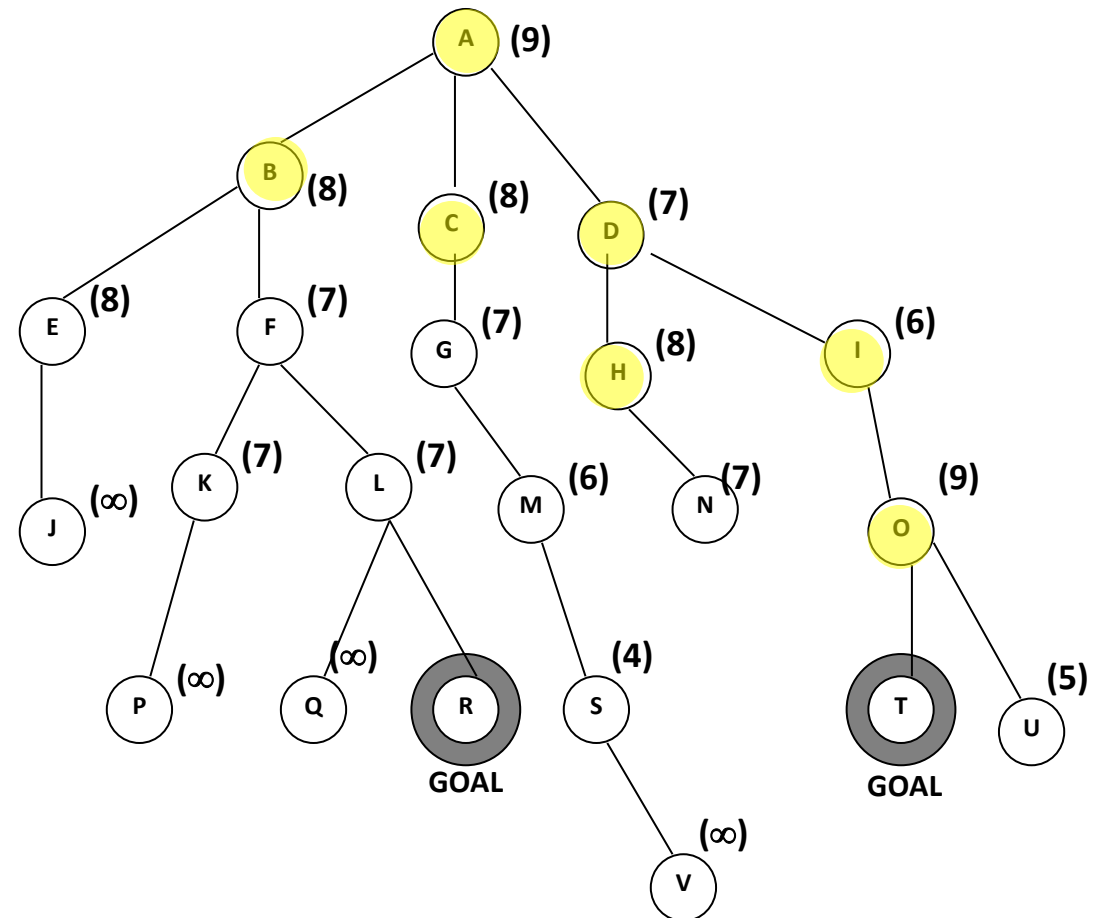 A (9)
B (8)
C (8)
D (7)
E (8)
F (7)
G (7)
H (8)
I (6)
J (∞)
K (7)
L (7)
M (6)
N (7)
O (9)
P (∞)
Q (∞)
R
GOAL
S (4)
T
GOAL
U (5)
V (∞)